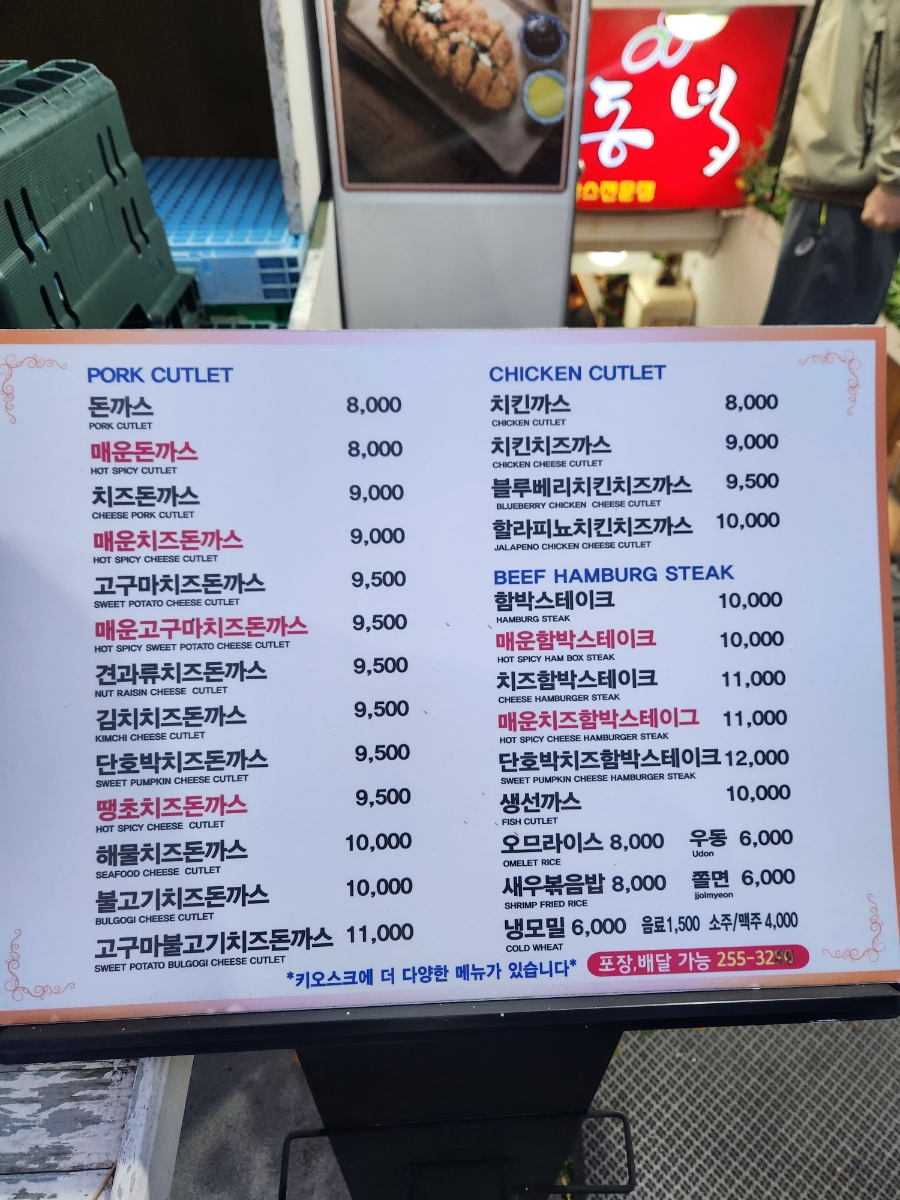 동녘
PORK CUTLET
돈까스 8,000
PORK CUTLET
매운돈까스 8,000
HOT SPICY CUTLET
치즈돈까스 9,000
CHEESE PORK CUTLET
매운치즈돈까스 9,000
HOT SPICY CHEESE CUTLET
고구마치즈돈까스 9,500
SWEET POTATO CHEESE CUTLET
매운고구마치즈돈까스 9,500
HOT SPICY SWEET POTATO CHEESE CUTLET
견과류치즈돈까스 9,500
NUT RAISIN CHEESE CUTLET
김치치즈돈까스 9,500
KIMCHI CHEESE CUTLET
단호박치즈돈까스 9,500
SWEET PUMPKIN CHEESE CUTLET
땡초치즈돈까스 9,500
HOT SPICY CHEESE CUTLET
해물치즈돈까스 10,000
SEAFOOD CHEESE CUTLET
불고기치즈돈까스 10,000
BULGOGI CHEESE CUTLET
고구마불고기치즈돈까스 11,000
SWEET POTATO BULGOGI CHEESE CUTLET
CHICKEN CUTLET
치킨까스 8,000
CHICKEN CUTLET
치킨치즈까스 9,000
CHICKEN CHEESE CUTLET
블루베리치킨치즈까스 9,500
BLUEBERRY CHICKEN CHEESE CUTLET
할라피뇨치킨치즈까스 10,000
JALAPENO CHICKEN CHEESE CUTLET
BEEF HAMBURG STEAK
함박스테이크 10,000
HAMBURG STEAK
매운함박스테이크 10,000
HOT SPICY HAM BOX STEAK
치즈함박스테이크 11,000
CHEESE HAMBURGER STEAK
매운치즈함박스테이그 11,000
HOT SPICY CHEESE HAMBURGER STEAK
단호박치즈함박스테이크 12,000
SWEET PUMPKIN CHEESE HAMBURGER STEAK
생선까스 10,000
FISH CUTLET
오므라이스 8,000 우동 6,000
OMELET RICE Udon
새우볶음밥 8,000 쫄면 6,000
SHRIMP FRIED RICE jjolmyeon
냉모밀 6,000 음료1,500 소주/맥주 4,000
COLD WHEAT
*키오스크에 더 다양한 메뉴가 있습니다*
포장,배달 가능